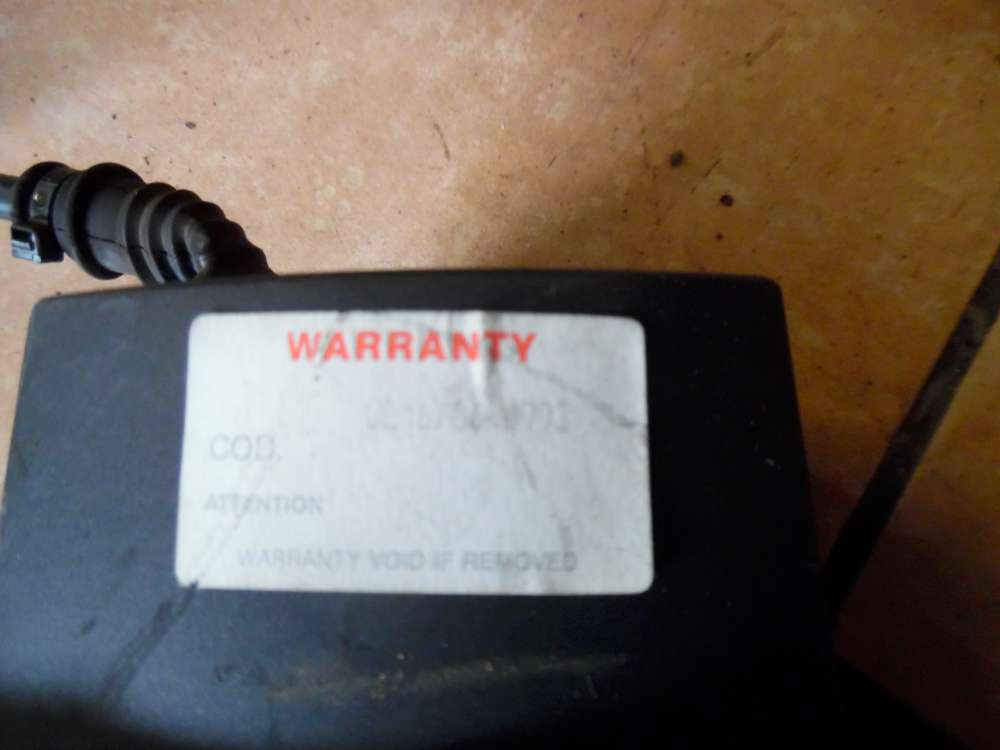 WARRANTY
COD.
ATTENTION
WARRANTY VOID IF REMOVED